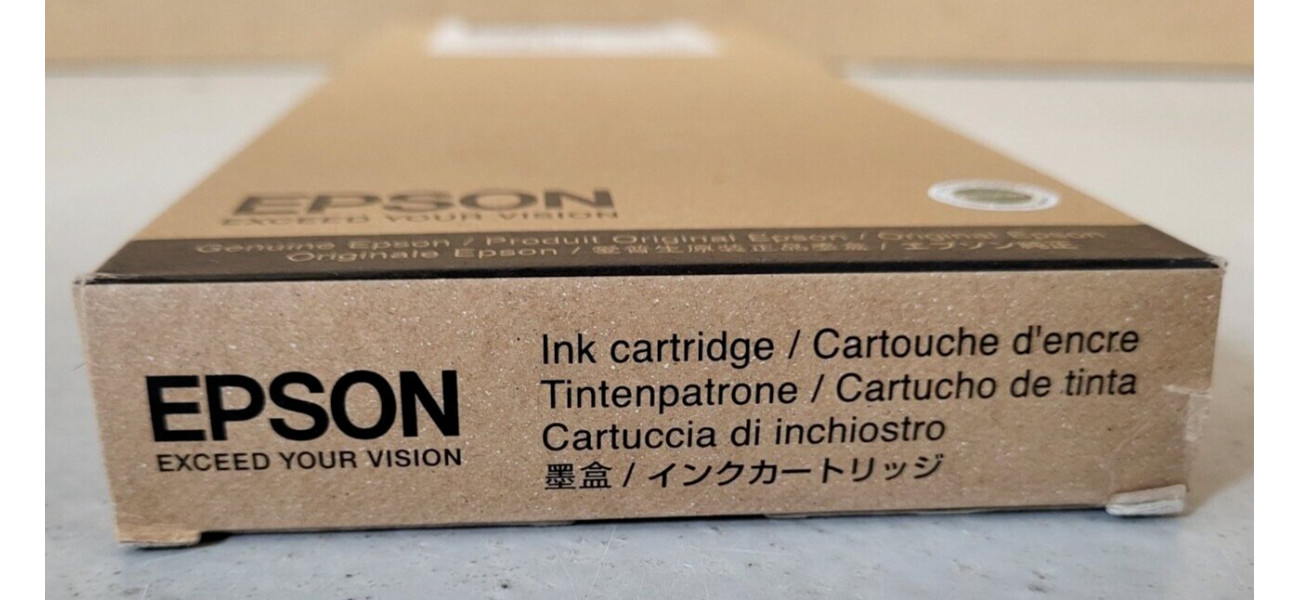 EPSON
EXCEED YOUR VISION
Genuine Epson / Produit Original Epson / Original Epson
Originale Epson / 爱普生原装正品墨盒 / エプソン純正
EPSON
EXCEED YOUR VISION
Ink cartridge / Cartouche d'encre
Tintenpatrone / Cartucho de tinta
Cartuccia di inchiostro
墨盒 / インクカートリッジ